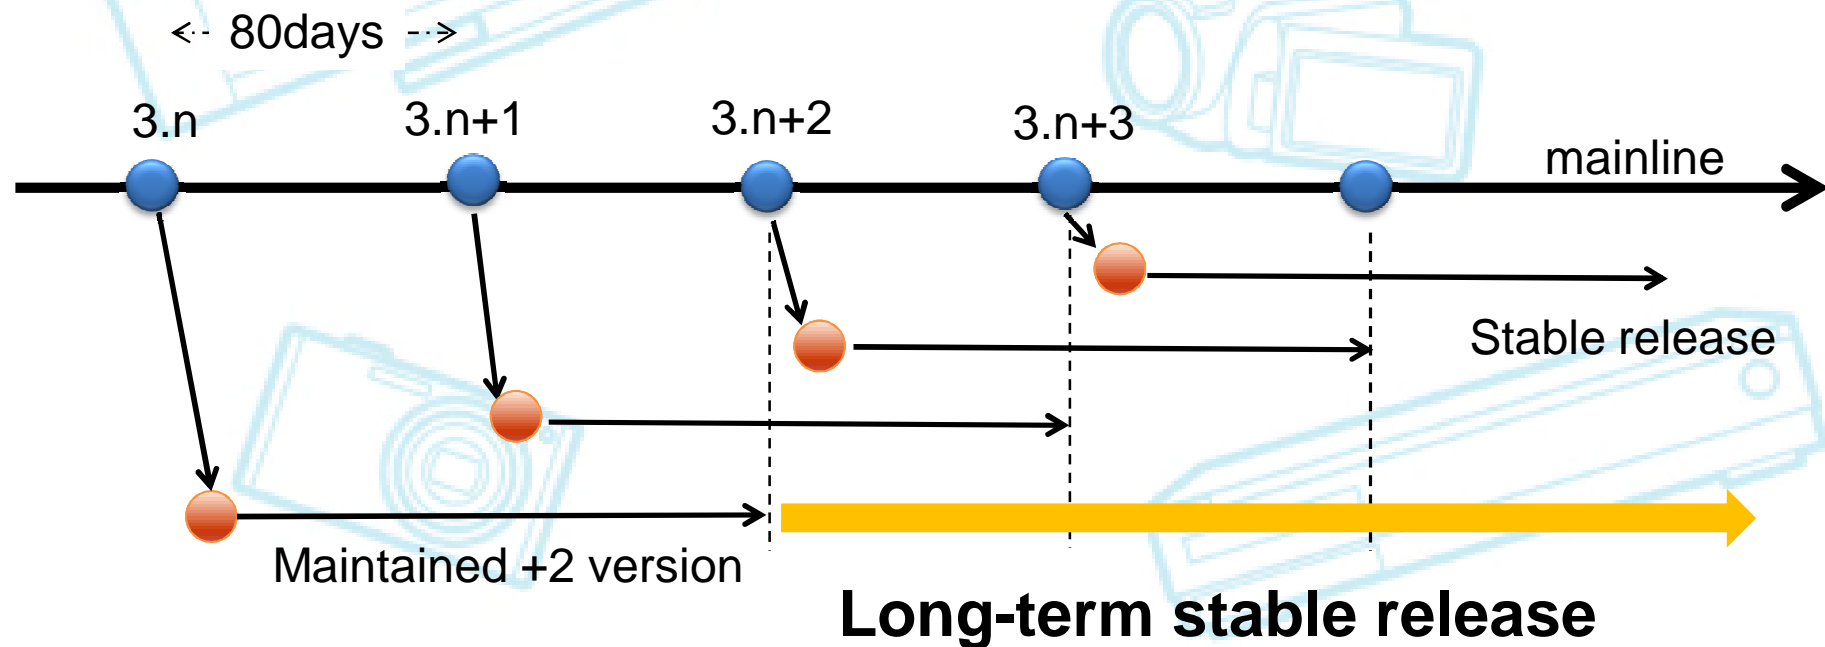 80days
3.n
3.n+1
3.n+2
3.n+3
mainline
Stable release
Maintained +2 version
Long-term stable release